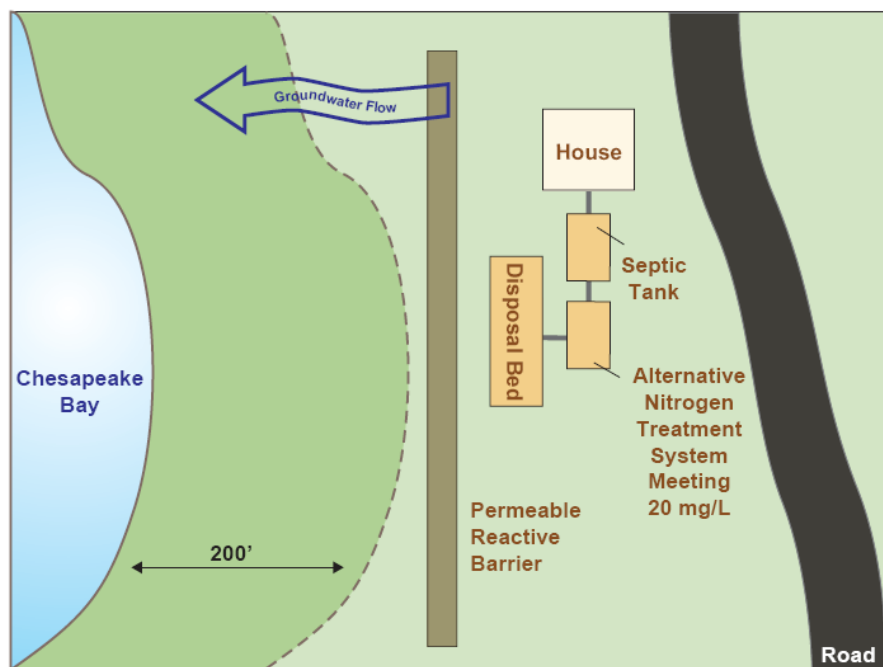 Groundwater Flow
House
Septic
Tank
Disposal Bed
Chesapeake
Bay
Alternative
Nitrogen
Treatment
System
Meeting
20 mg/L
Permeable
Reactive
Barrier
200’
Road